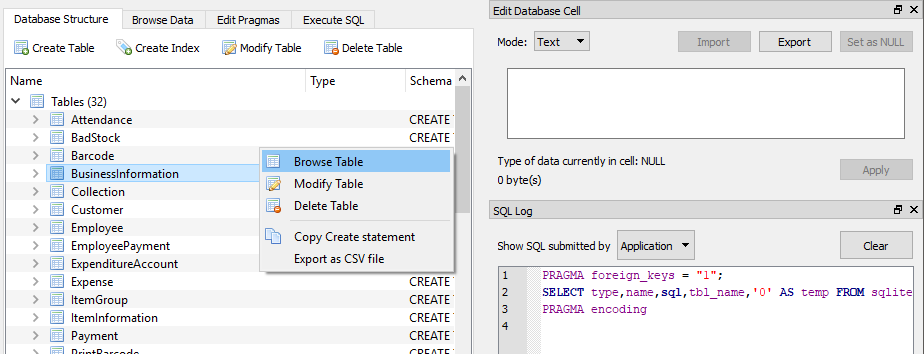 Database Structure Browse Data Edit Pragmas Execute SQL
Create Table Create Index Modify Table Delete Table
Name Type Schema
Tables (32)
Attendance CREATE
BadStock CREATE
Barcode
BusinessInformation
Collection
Customer
Employee
EmployeePayment
ExpenditureAccount
Expense CREATE
ItemGroup CREATE
ItemInformation CREATE
Payment CREATE
PrintBarcode CREATE
Browse Table
Modify Table
Delete Table
Copy Create statement
Export as CSV file
Edit Database Cell
Mode: Text Import Export Set as NULL
Type of data currently in cell: NULL
0 byte(s)
Apply
SQL Log
Show SQL submitted by Application Clear
1 PRAGMA foreign_keys = "1";
2 SELECT type,name,sql,tbl_name,'0' AS temp FROM sqlite
3 PRAGMA encoding
4